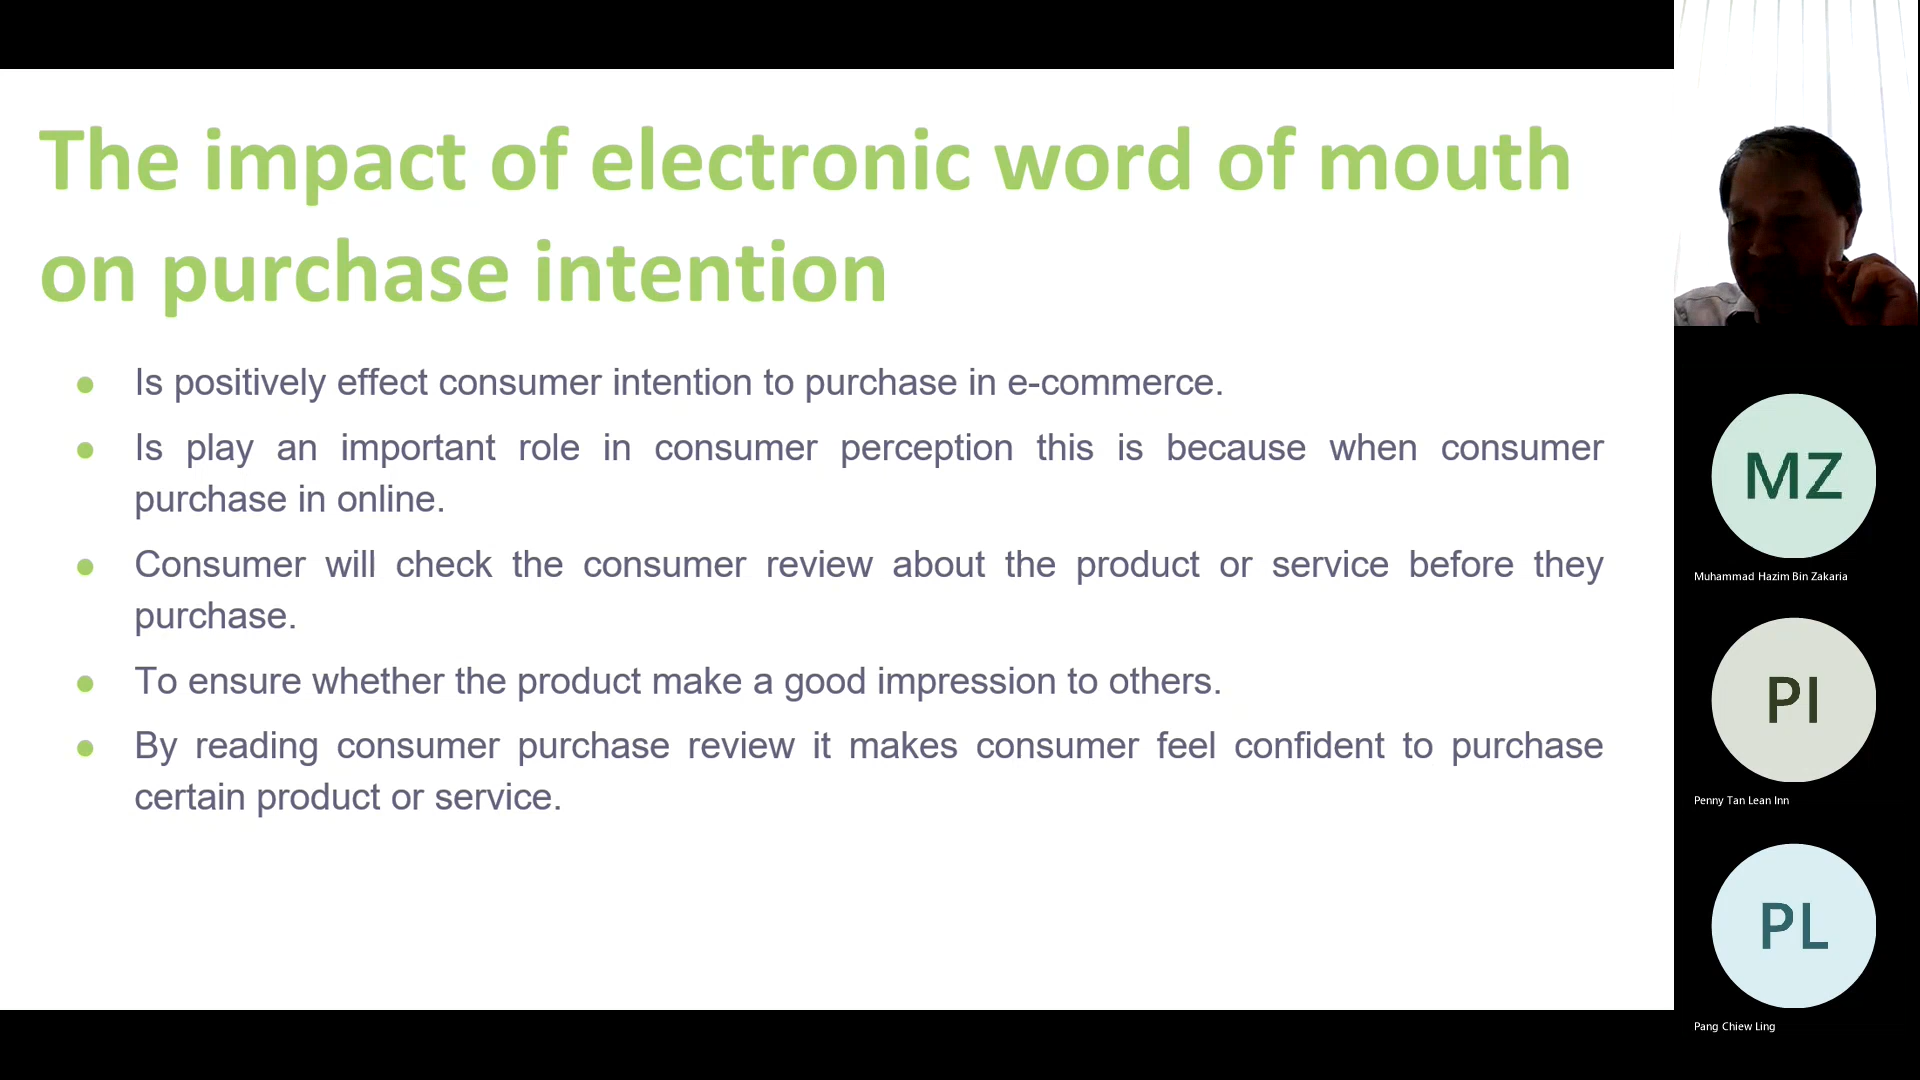 The impact of electronic word of mouth
on purchase intention
● Is positively effect consumer intention to purchase in e-commerce.
● Is play an important role in consumer perception this is because when consumer
purchase in online.
● Consumer will check the consumer review about the product or service before they
purchase.
● To ensure whether the product make a good impression to others.
● By reading consumer purchase review it makes consumer feel confident to purchase
certain product or service.
MZ
Muhammad Hazim Bin Zakaria
PI
Penny Tan Lean Inn
PL
Pang Chiew Ling